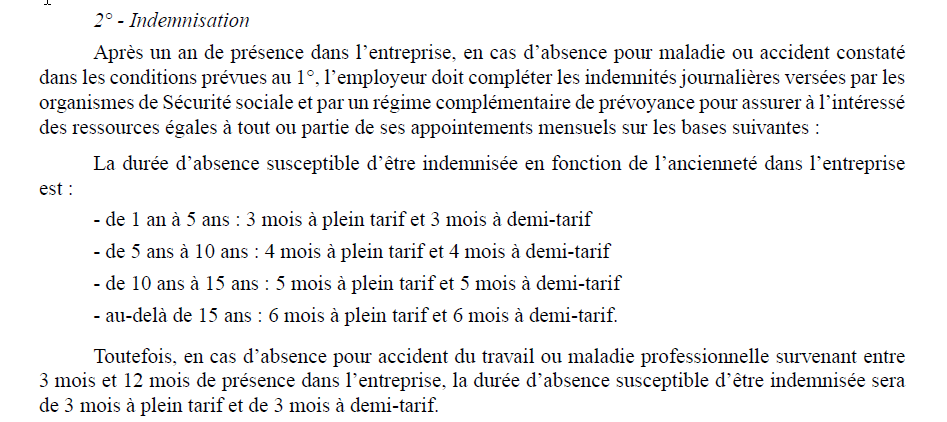 2° - Indemnisation
Après un an de présence dans l'entreprise, en cas d'absence pour maladie ou accident constaté
dans les conditions prévues au 1°, l'employeur doit compléter les indemnités journalières versées par les
organismes de Sécurité sociale et par un régime complémentaire de prévoyance pour assurer à l'intéressé
des ressources égales à tout ou partie de ses appointements mensuels sur les bases suivantes :
La durée d'absence susceptible d'être indemnisée en fonction de l'ancienneté dans l'entreprise
est :
- de 1 an à 5 ans : 3 mois à plein tarif et 3 mois à demi-tarif
- de 5 ans à 10 ans : 4 mois à plein tarif et 4 mois à demi-tarif
- de 10 ans à 15 ans : 5 mois à plein tarif et 5 mois à demi-tarif
- au-delà de 15 ans : 6 mois à plein tarif et 6 mois à demi-tarif.
Toutefois, en cas d'absence pour accident du travail ou maladie professionnelle survenant entre
3 mois et 12 mois de présence dans l'entreprise, la durée d'absence susceptible d'être indemnisée sera
de 3 mois à plein tarif et de 3 mois à demi-tarif.